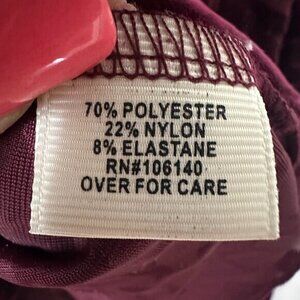 70% POLYESTER
22% NYLON
8% ELASTANE
RN#106140
OVER FOR CARE